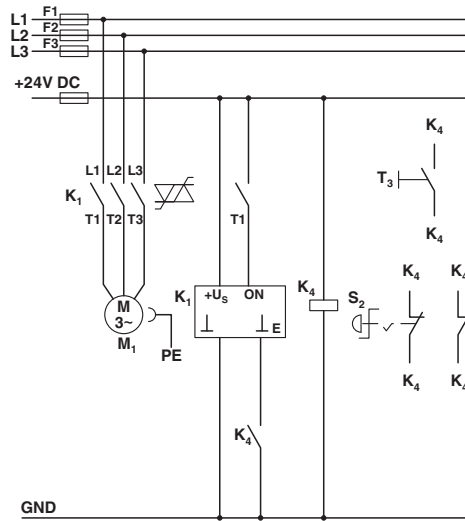 L1 F1
L2 F2
L3 F3
+24V DC
K4
L1 L2 L3
K1
T3
T1 T2 T3
T1
K4
M
3~
M1
PE
K1
+US ON
E
K4
S2
K4 K4
K4 K4
K4
GND